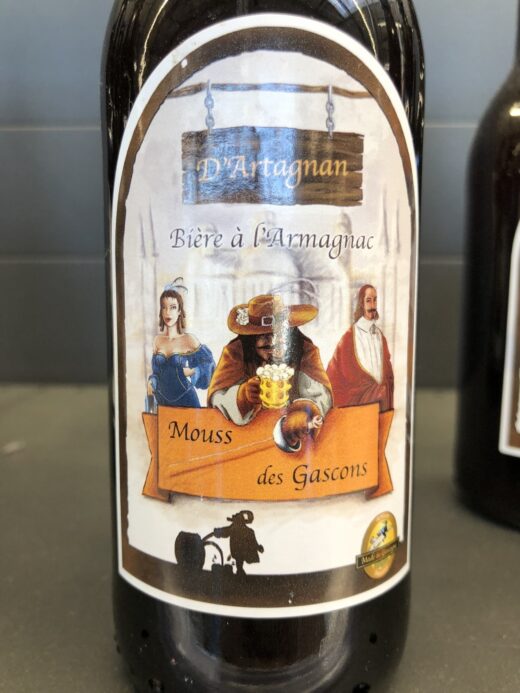 D'Artagnan
Bière à l'Armagnac
Mouss
des Gascons